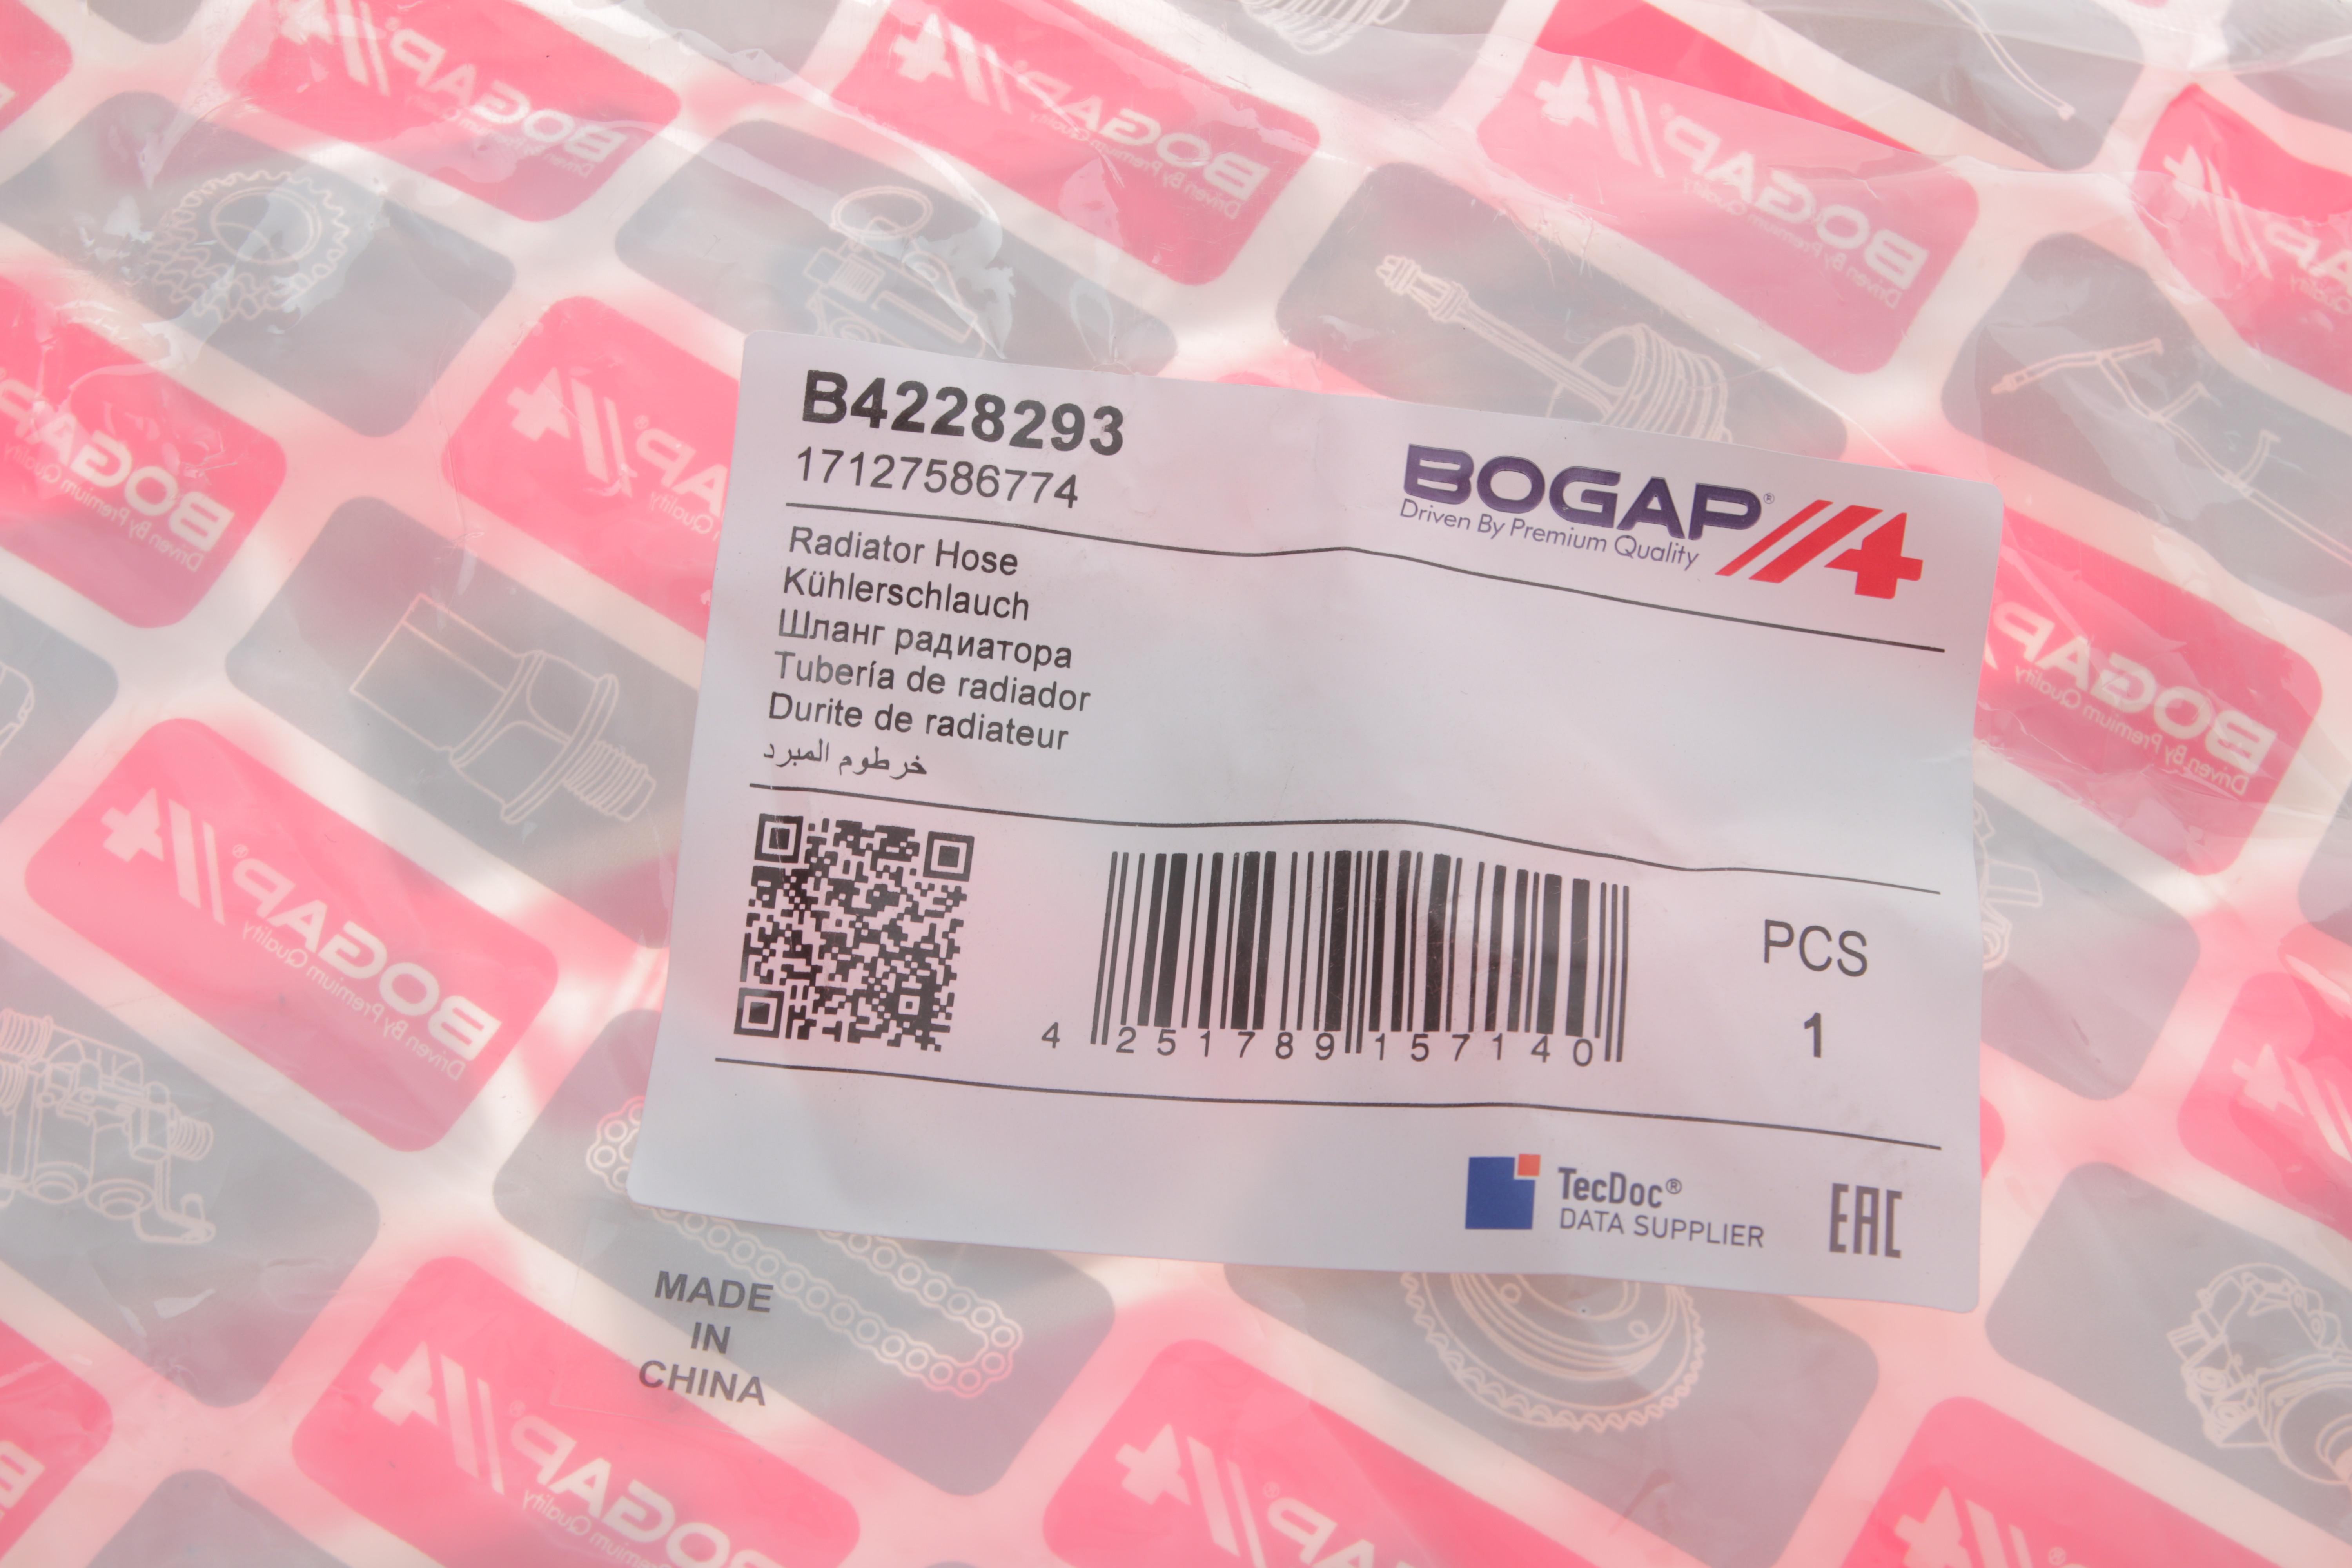 B4228293
17127586774
BOGAP®
Driven By Premium Quality
Radiator Hose
Kühlerschlauch
Шланг радиатора
Tubería de radiador
Durite de radiateur
خرطوم المبرد
4 251789 157140
PCS
1
TecDoc®
DATA SUPPLIER
EAC
MADE
IN
CHINA